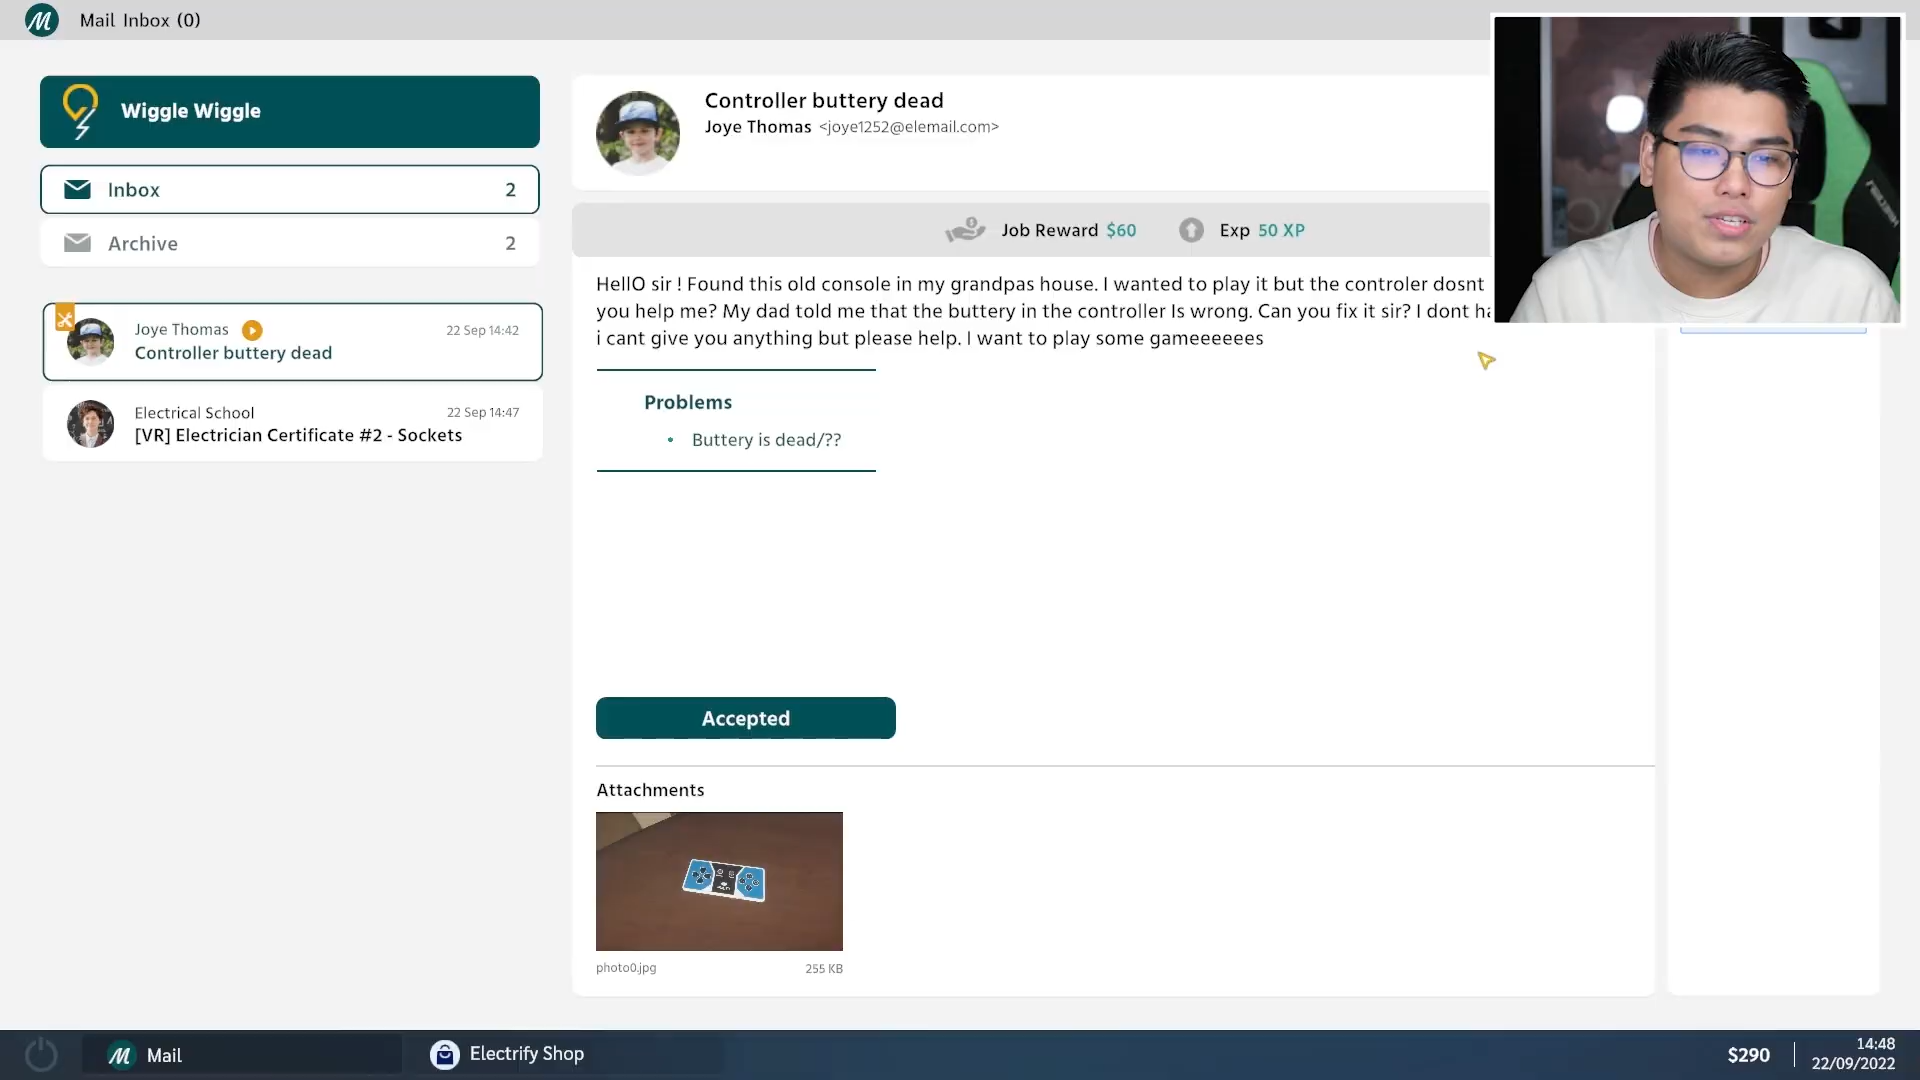 Mail Inbox (0)
Wiggle Wiggle
Inbox 2
Archive 2
Joye Thomas 22 Sep 14:42
Controller buttery dead
Electrical School 22 Sep 14:47
[VR] Electrician Certificate #2 - Sockets
Controller buttery dead
Joye Thomas <joye1252@elemail.com>
Job Reward $60 Exp 50 XP
HellO sir ! Found this old console in my grandpas house. I wanted to play it but the controler dosnt
you help me? My dad told me that the buttery in the controller Is wrong. Can you fix it sir? I dont ha
i cant give you anything but please help. I want to play some gameeeeees
Problems
• Buttery is dead/??
Accepted
Attachments
photo0.jpg 255 KB
Mail
Electrify Shop
$290
14:48
22/09/2022